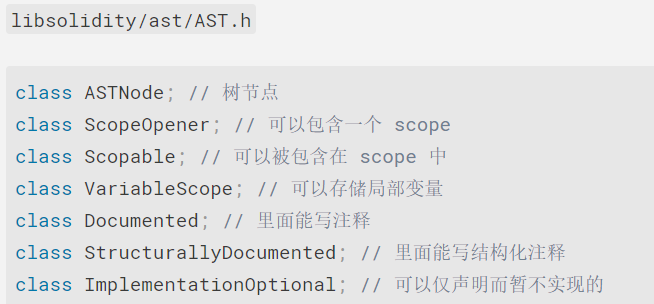 libsolidity/ast/AST.h
class ASTNode; // 树节点
class ScopeOpener; // 可以包含一个 scope
class Scopable; // 可以被包含在 scope 中
class VariableScope; // 可以存储局部变量
class Documented; // 里面能写注释
class StructurallyDocumented; // 里面能写结构化注释
class ImplementationOptional; // 可以仅声明而暂不实现的